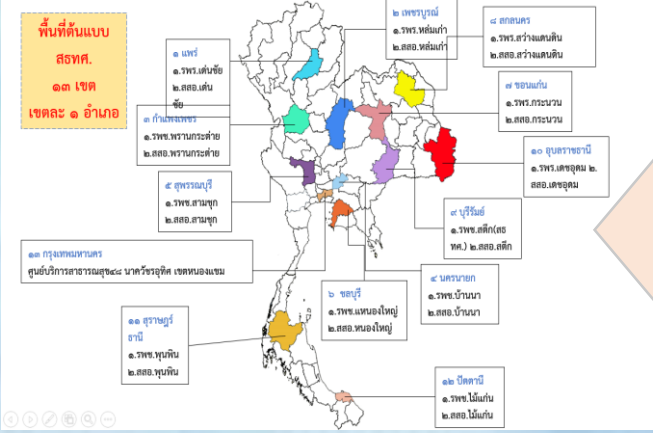 พื้นที่ต้นแบบ
สธทศ.
๑๓ เขต
เขตละ ๑ อำเภอ
๑ แพร่
๑.รพร.เด่นชัย
๒.สสอ.เด่น
ชัย
๒ เพชรบูรณ์
๑.รพร.หล่มเก่า
๒.สสอ.หล่มเก่า
๘ สกลนคร
๑.รพร.สว่างแดนดิน
๒.สสอ.สว่างแดนดิน
๗ ขอนแก่น
๑.รพร.กระนวน
๒.สสอ.กระนวน
๓ กำแพงเพชร
๑.รพช.พรานกระต่าย
๒.สสอ.พรานกระต่าย
๑๐ อุบลราชธานี
๑.รพร.เดชอุดม ๒.
สสอ.เดชอุดม
๕ สุพรรณบุรี
๑.รพช.สามชุก
๒.สสอ.สามชุก
๙ บุรีรัมย์
๑.รพช.สตึก(สธ
ทศ.) ๒.สสอ.สตึก
๑๓ กรุงเทพมหานคร
ศูนย์บริการสาธารณสุข๔๘ นาควัชรอุทิศ เขตหนองแขม
๔ นครนายก
๑.รพช.บ้านนา
๒.สสอ.บ้านนา
๖ ชลบุรี
๑.รพช.แหนองใหญ่
๒.สสอ.หนองใหญ่
๑๑ สุราษฎร์
ธานี
๑.รพช.พุนพิน
๒.สสอ.พุนพิน
๑๒ ปัตตานี
๑.รพช.ไม้แก่น
๒.สสอ.ไม้แก่น